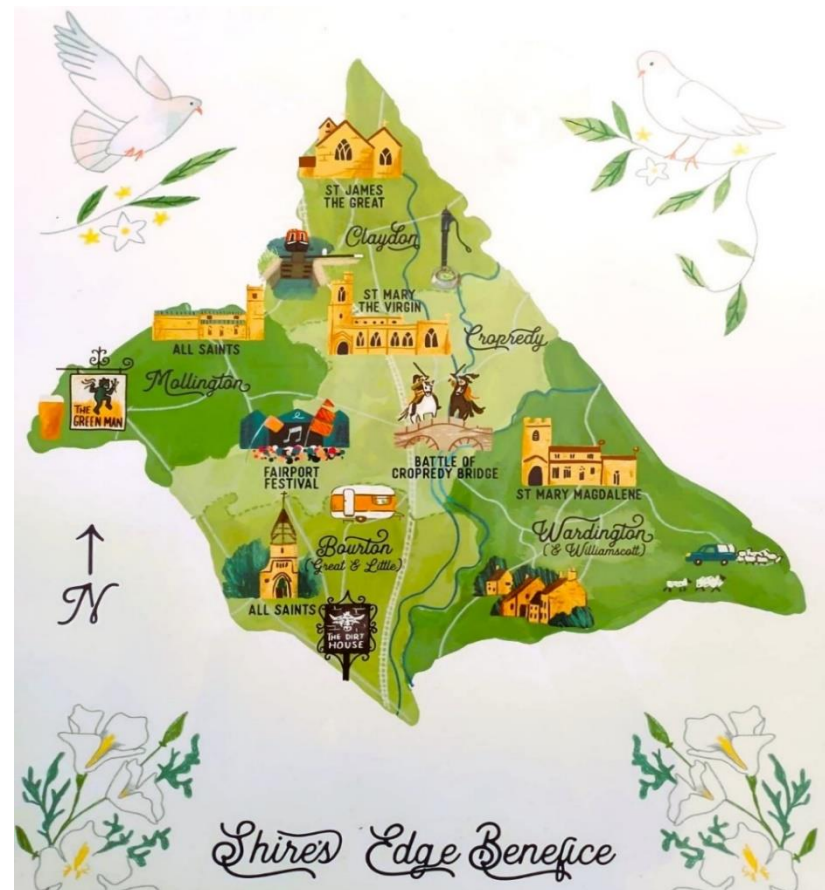 ST JAMES
THE GREAT
Claydon
ST MARY
THE VIRGIN
Cropredy
ALL SAINTS
Mollington
THE
GREEN MAN
FAIRPORT
FESTIVAL
BATTLE OF
CROPREDY BRIDGE
ST MARY MAGDALENE
Wardington
(& Williamscott)
Bourton
(Great & Little)
ALL SAINTS
THE DIRT
HOUSE
N
Shires Edge Benefice